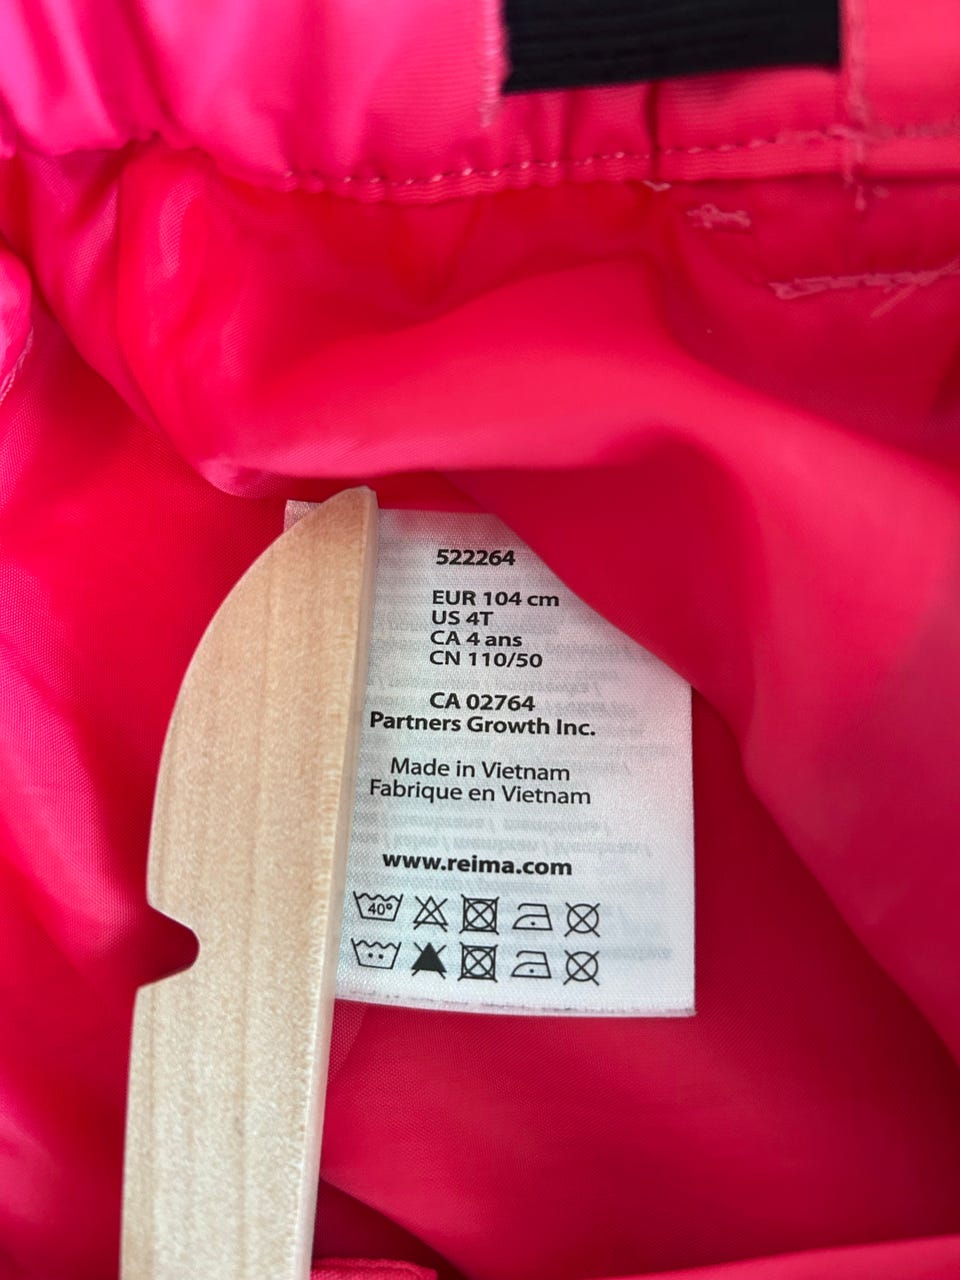 522264
EUR 104 cm
US 4T
CA 4 ans
CN 110/50
CA 02764
Partners Growth Inc.
Made in Vietnam
Fabrique en Vietnam
www.reima.com
40°